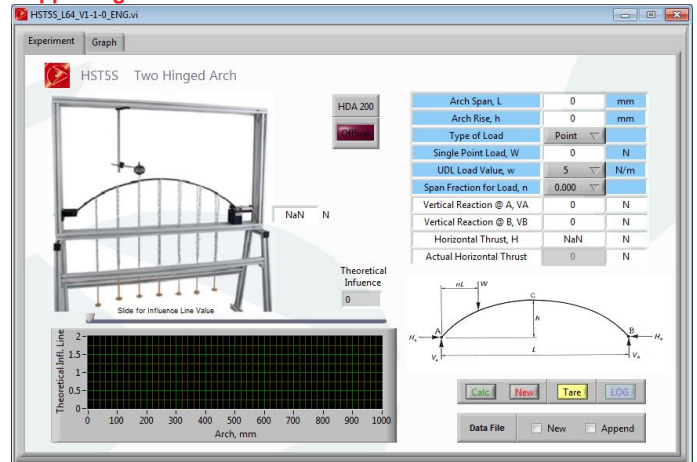 HST5S_L64_V1-1-0_ENG.vi
Experiment Graph
HST5S Two Hinged Arch
HDA 200
Offline
NaN N
Theoretical
Infuence
0
Slide for Influence Line Value
Arch Span, L 0 mm
Arch Rise, h 0 mm
Type of Load Point
Single Point Load, W 0 N
UDL Load Value, w 5 N/m
Span Fraction for Load, n 0.000
Vertical Reaction @ A, VA 0 N
Vertical Reaction @ B, VB 0 N
Horizontal Thrust, H NaN N
Actual Horizontal Thrust 0 N
nL W
C
h
A B
L
Theoretical Infl. Line
2
1.5
1
0.5
0
0 100 200 300 400 500 600 700 800 900 1000
Arch, mm
Calc New Tare LOG
Data File New Append